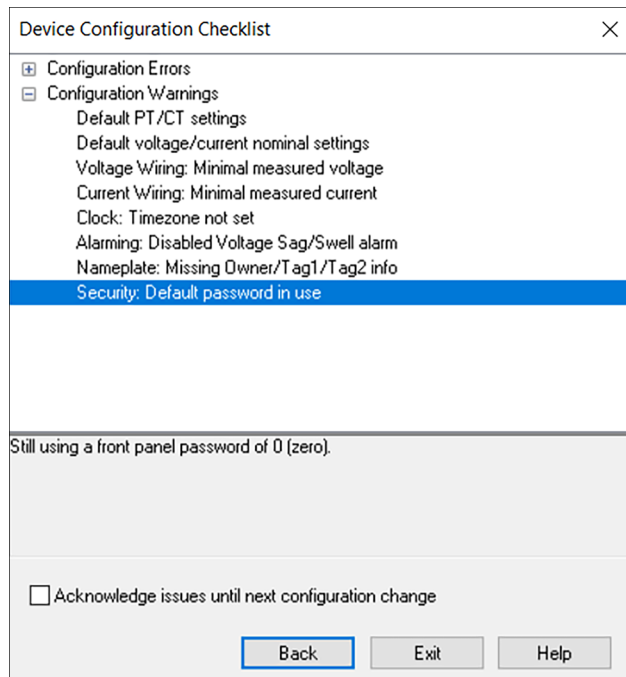 Device Configuration Checklist
Configuration Errors
Configuration Warnings
Default PT/CT settings
Default voltage/current nominal settings
Voltage Wiring: Minimal measured voltage
Current Wiring: Minimal measured current
Clock: Timezone not set
Alarming: Disabled Voltage Sag/Swell alarm
Nameplate: Missing Owner/Tag1/Tag2 info
Security: Default password in use
Still using a front panel password of 0 (zero).
Acknowledge issues until next configuration change
Back Exit Help